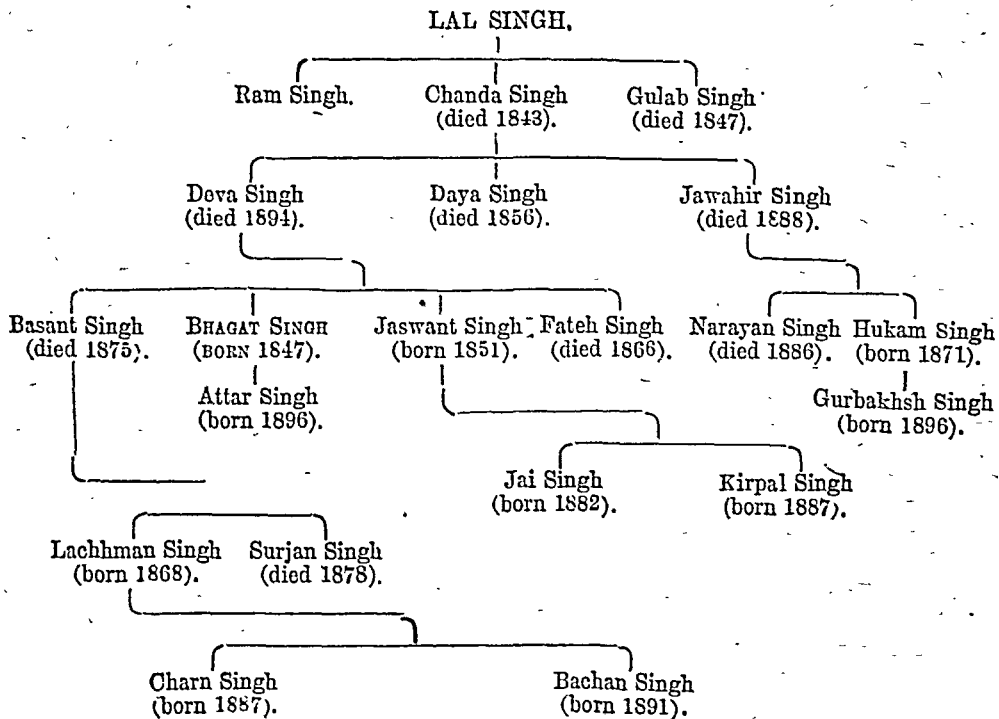 LAL SINGH.
Ram Singh. Chanda Singh Gulab Singh
(died 1843). (died 1847).
Deva Singh Daya Singh Jawahir Singh
(died 1894). (died 1856). (died 1888).
Basant Singh BHAGAT SINGH Jaswant Singh Fateh Singh Narayan Singh Hukam Singh
(died 1875). (BORN 1847). (born 1851). (died 1866). (died 1886). (born 1871).
Attar Singh Gurbakhsh Singh
(born 1896). (born 1896).
Jai Singh Kirpal Singh
(born 1882). (born 1887).
Lachhman Singh Surjan Singh
(born 1868). (died 1878).
Charn Singh Bachan Singh
(born 1887). (born 1891).